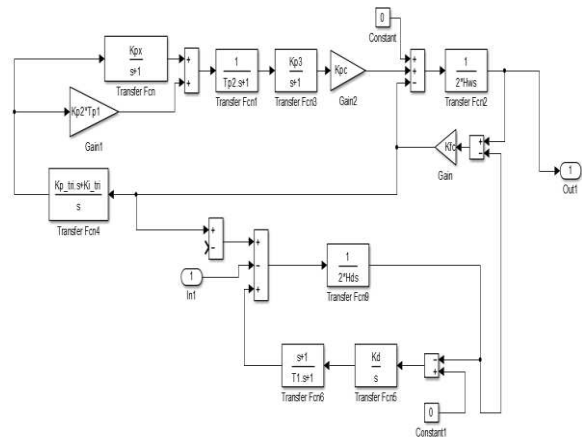 0
Constant
Kpx
s+1
Transfer Fcn
1
Tp2.s+1
Transfer Fcn1
Kp3
s+1
Transfer Fcn3
Kpc
Gain2
1
2*Hws
Transfer Fcn2
Kp2*Tp1
Gain1
Kfc
Gain
1
Out1
Kp_tri.s+Ki_tri
s
Transfer Fcn4
1
In1
1
2*Hds
Transfer Fcn9
s+1
T1.s+1
Transfer Fcn6
Kd
s
Transfer Fcn5
0
Constant1